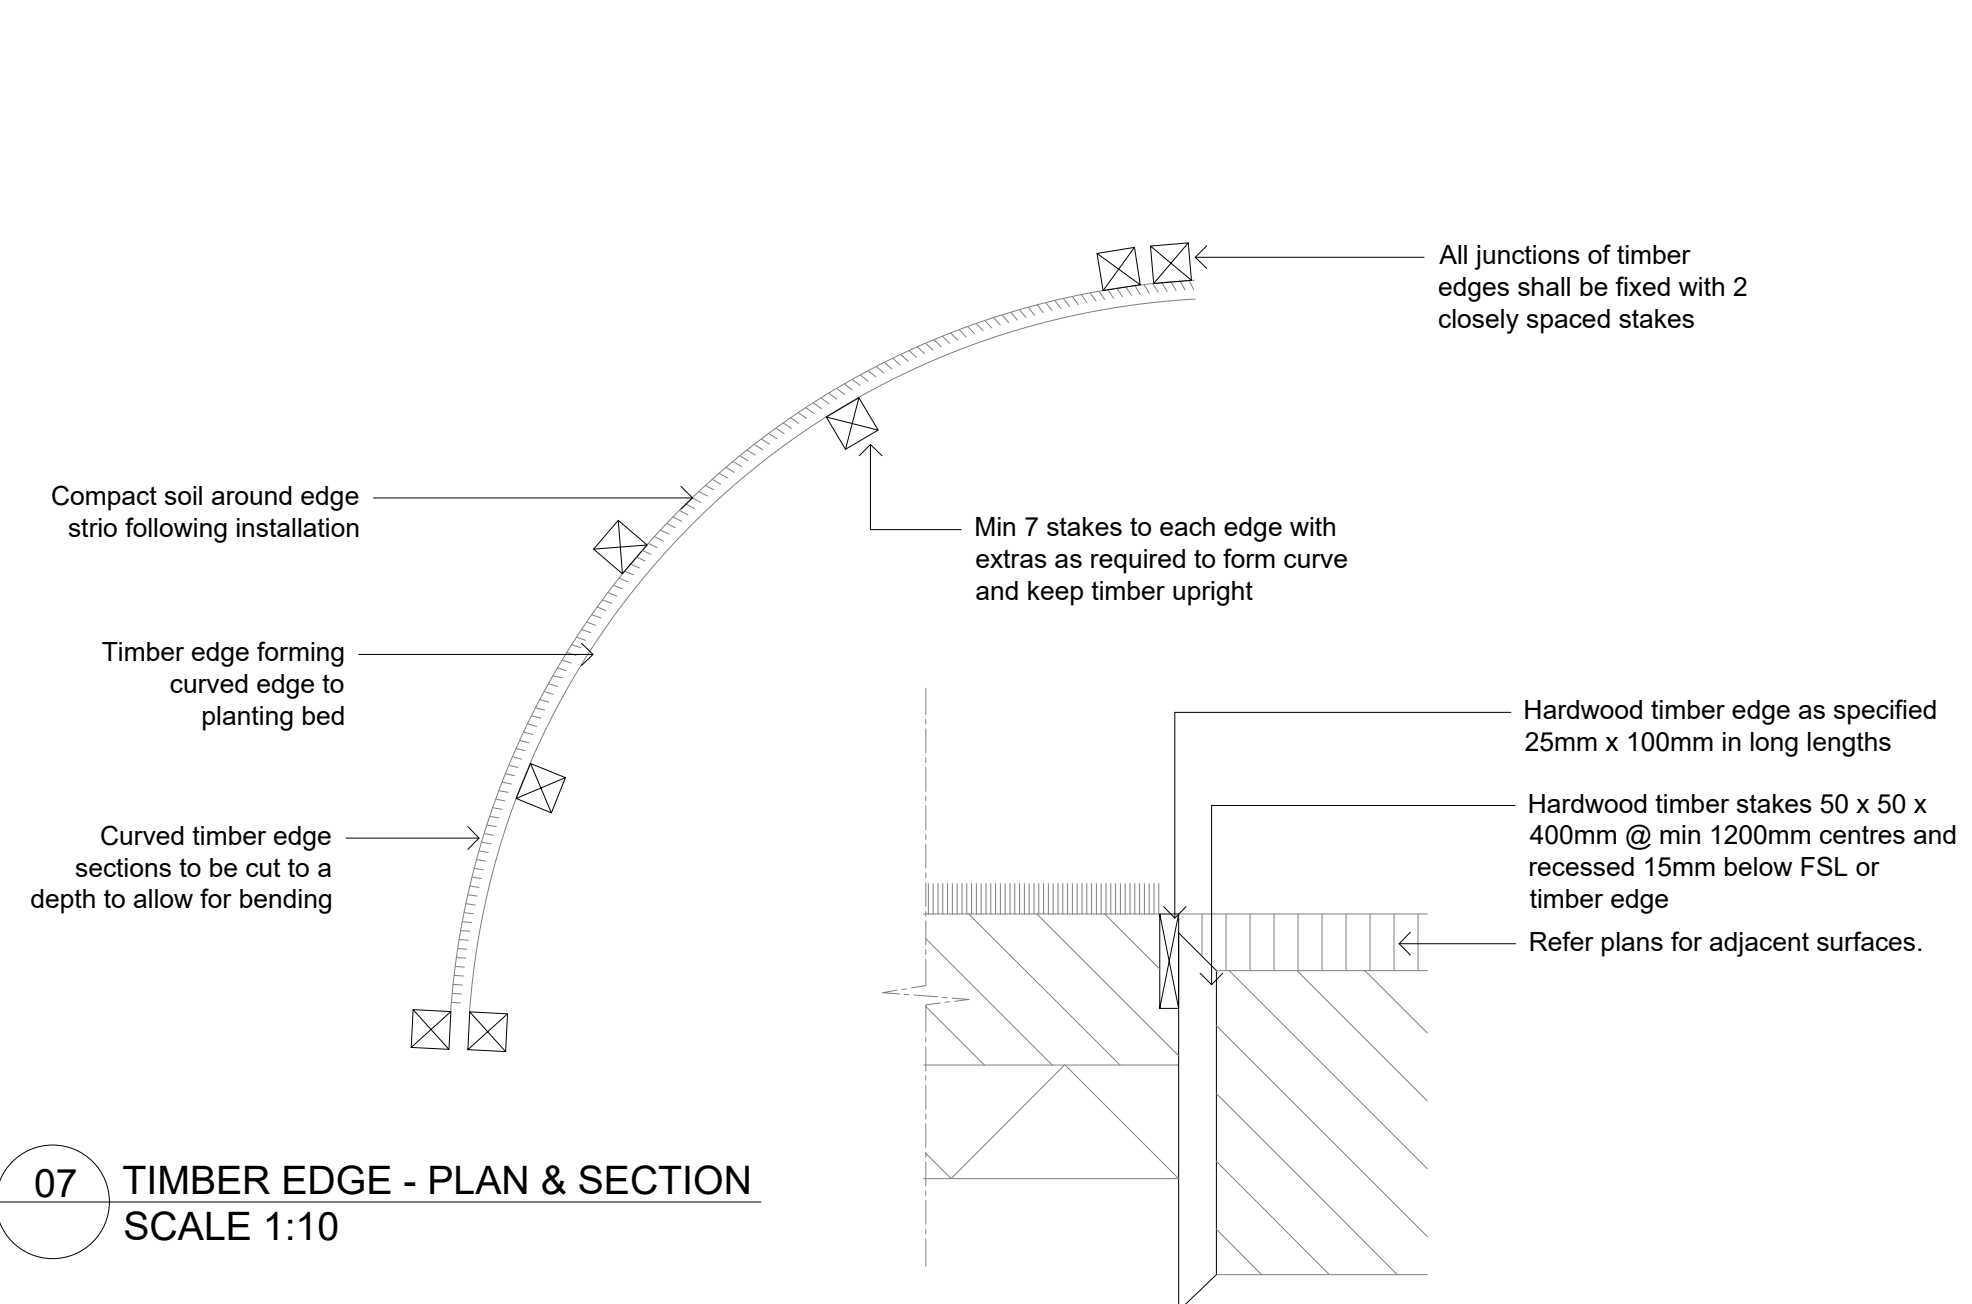 All junctions of timber
edges shall be fixed with 2
closely spaced stakes
Compact soil around edge
strio following installation
Min 7 stakes to each edge with
extras as required to form curve
and keep timber upright
Timber edge forming
curved edge to
planting bed
Hardwood timber edge as specified
25mm x 100mm in long lengths
Curved timber edge
sections to be cut to a
depth to allow for bending
Hardwood timber stakes 50 x 50 x
400mm @ min 1200mm centres and
recessed 15mm below FSL or
timber edge
Refer plans for adjacent surfaces.
07
TIMBER EDGE - PLAN & SECTION
SCALE 1:10